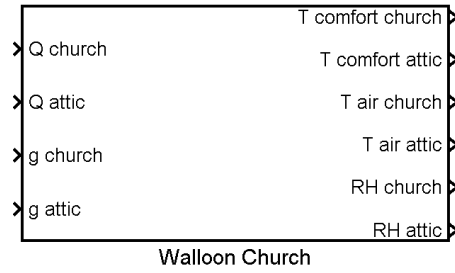 Q church
Q attic
g church
g attic
T comfort church
T comfort attic
T air church
T air attic
RH church
RH attic
Walloon Church